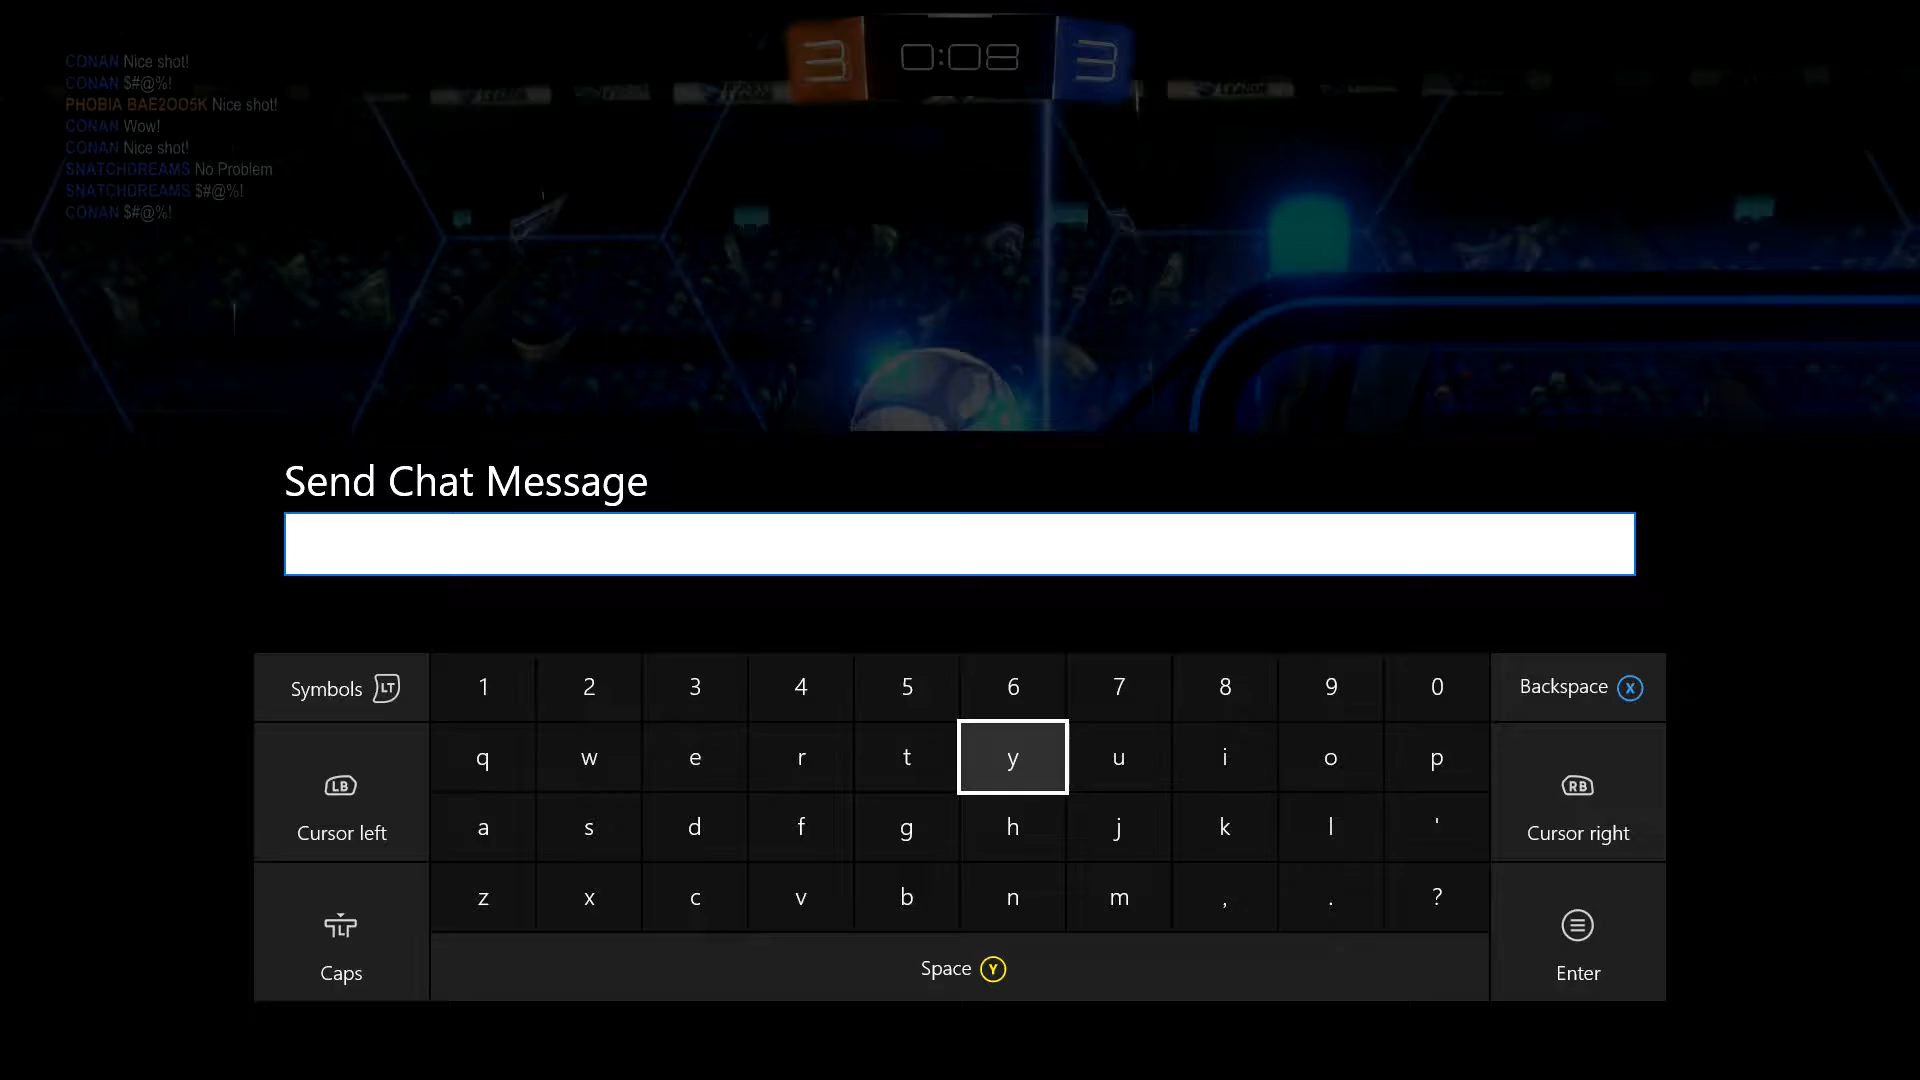 3 0:08 3
CONAN Nice shot!
CONAN $#@%!
PHOBIA BAE2005K Nice shot!
CONAN Wow!
CONAN Nice shot!
SNATCHDREAMS No Problem
SNATCHDREAMS $#@%!
CONAN $#@%!
Send Chat Message
Symbols LT 1 2 3 4 5 6 7 8 9 0 Backspace X
q w e r t y u i o p
LB RB
Cursor left a s d f g h j k l ' Cursor right
z x c v b n m , . ?
LT
Caps Space Y Enter